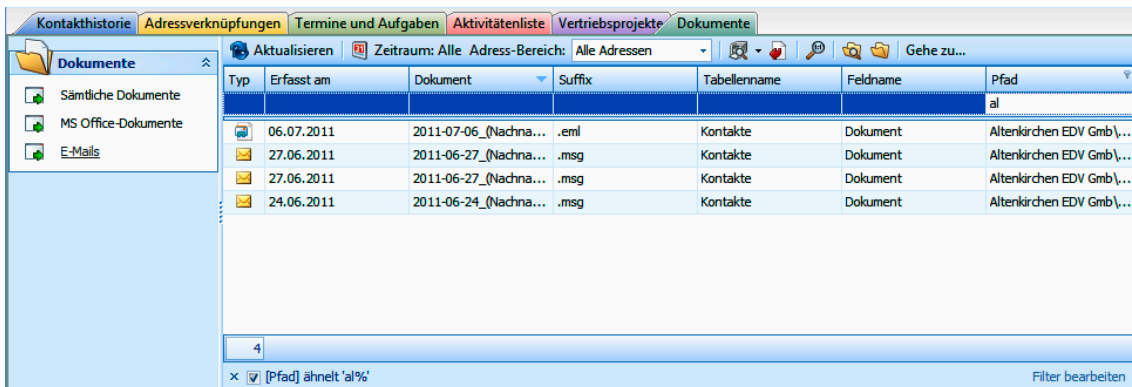 Kontakthistorie Adressverknüpfungen Termine und Aufgaben Aktivitätenliste Vertriebsprojekte Dokumente
Dokumente
Sämtliche Dokumente
MS Office-Dokumente
E-Mails
Aktualisieren Zeitraum: Alle Adress-Bereich: Alle Adressen Gehe zu...
Typ Erfasst am Dokument Suffix Tabellenname Feldname Pfad
al
06.07.2011 2011-07-06_(Nachna... .eml Kontakte Dokument Altenkirchen EDV Gmb\...
27.06.2011 2011-06-27_(Nachna... .msg Kontakte Dokument Altenkirchen EDV Gmb\...
27.06.2011 2011-06-27_(Nachna... .msg Kontakte Dokument Altenkirchen EDV Gmb\...
24.06.2011 2011-06-24_(Nachna... .msg Kontakte Dokument Altenkirchen EDV Gmb\...
4
[Pfad] ähnelt 'al%' Filter bearbeiten